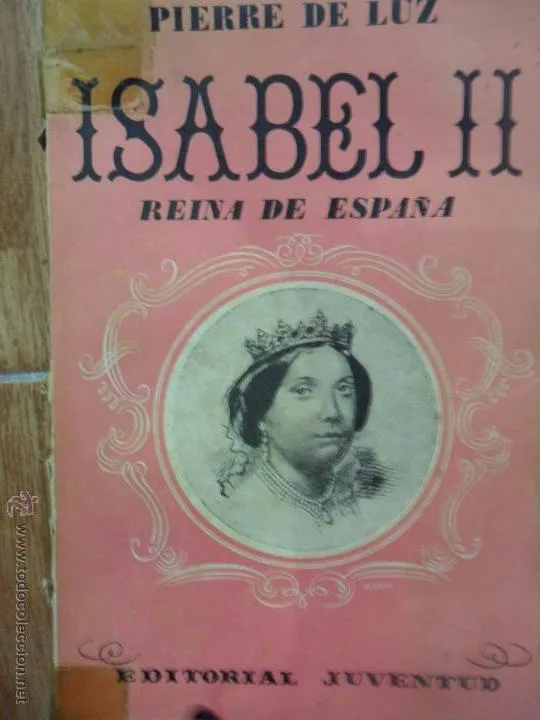 PIERRE DE LUZ
ISABEL II
REINA DE ESPAÑA
EDITORIAL JUVENTUD
www.todocoleccion.net